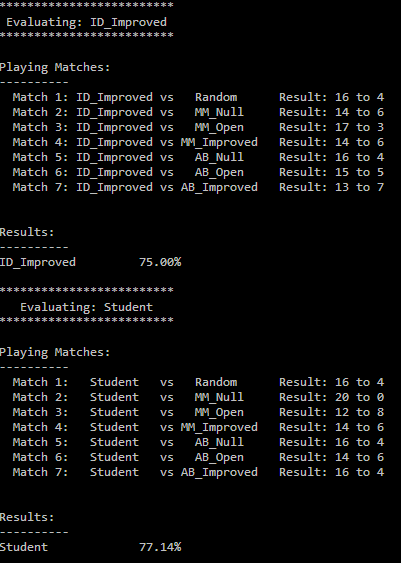 *************************
Evaluating: ID_Improved
*************************
Playing Matches:
----------
Match 1: ID_Improved vs Random Result: 16 to 4
Match 2: ID_Improved vs MM_Null Result: 14 to 6
Match 3: ID_Improved vs MM_Open Result: 17 to 3
Match 4: ID_Improved vs MM_Improved Result: 14 to 6
Match 5: ID_Improved vs AB_Null Result: 16 to 4
Match 6: ID_Improved vs AB_Open Result: 15 to 5
Match 7: ID_Improved vs AB_Improved Result: 13 to 7
Results:
----------
ID_Improved 75.00%
*************************
Evaluating: Student
*************************
Playing Matches:
----------
Match 1: Student vs Random Result: 16 to 4
Match 2: Student vs MM_Null Result: 20 to 0
Match 3: Student vs MM_Open Result: 12 to 8
Match 4: Student vs MM_Improved Result: 14 to 6
Match 5: Student vs AB_Null Result: 16 to 4
Match 6: Student vs AB_Open Result: 14 to 6
Match 7: Student vs AB_Improved Result: 16 to 4
Results:
----------
Student 77.14%